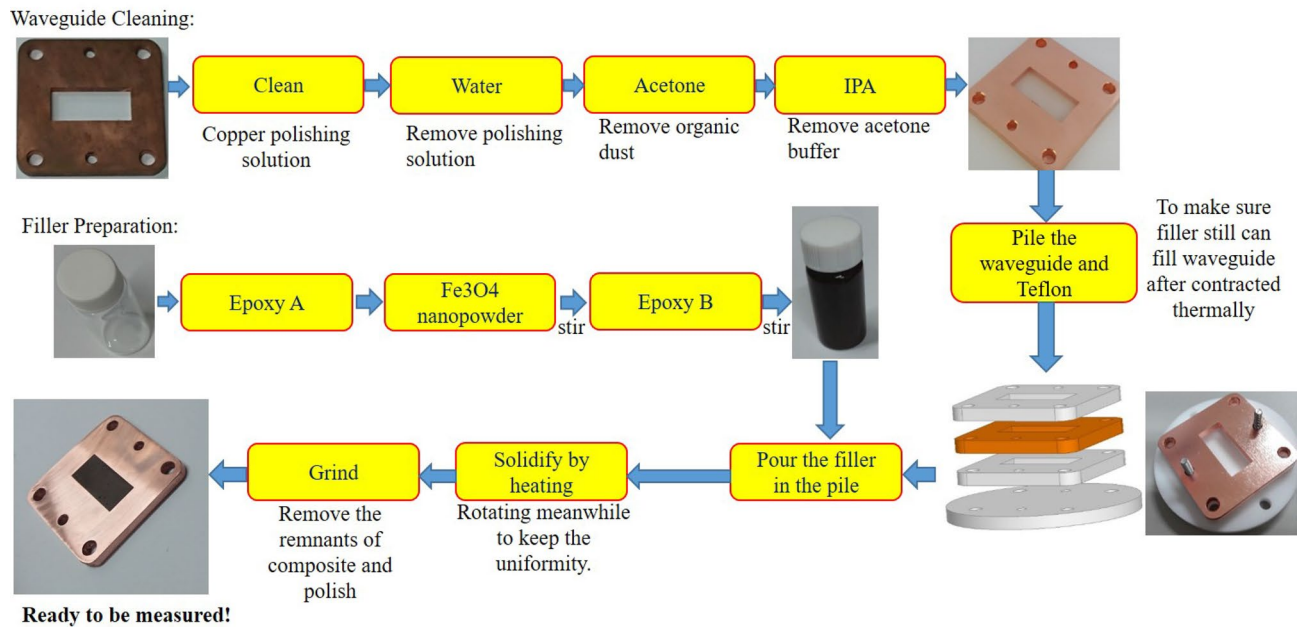 Waveguide Cleaning:
Clean
Water
Acetone
IPA
Copper polishing
solution
Remove polishing
solution
Remove organic
dust
Remove acetone
buffer
Filler Preparation:
Epoxy A
Fe3O4
nanopowder
stir
Epoxy B
stir
Pile the
waveguide and
Teflon
To make sure
filler still can
fill waveguide
after contracted
thermally
Pour the filler
in the pile
Solidify by
heating
Rotating meanwhile
to keep the
uniformity.
Grind
Remove the
remnants of
composite and
polish
Ready to be measured!